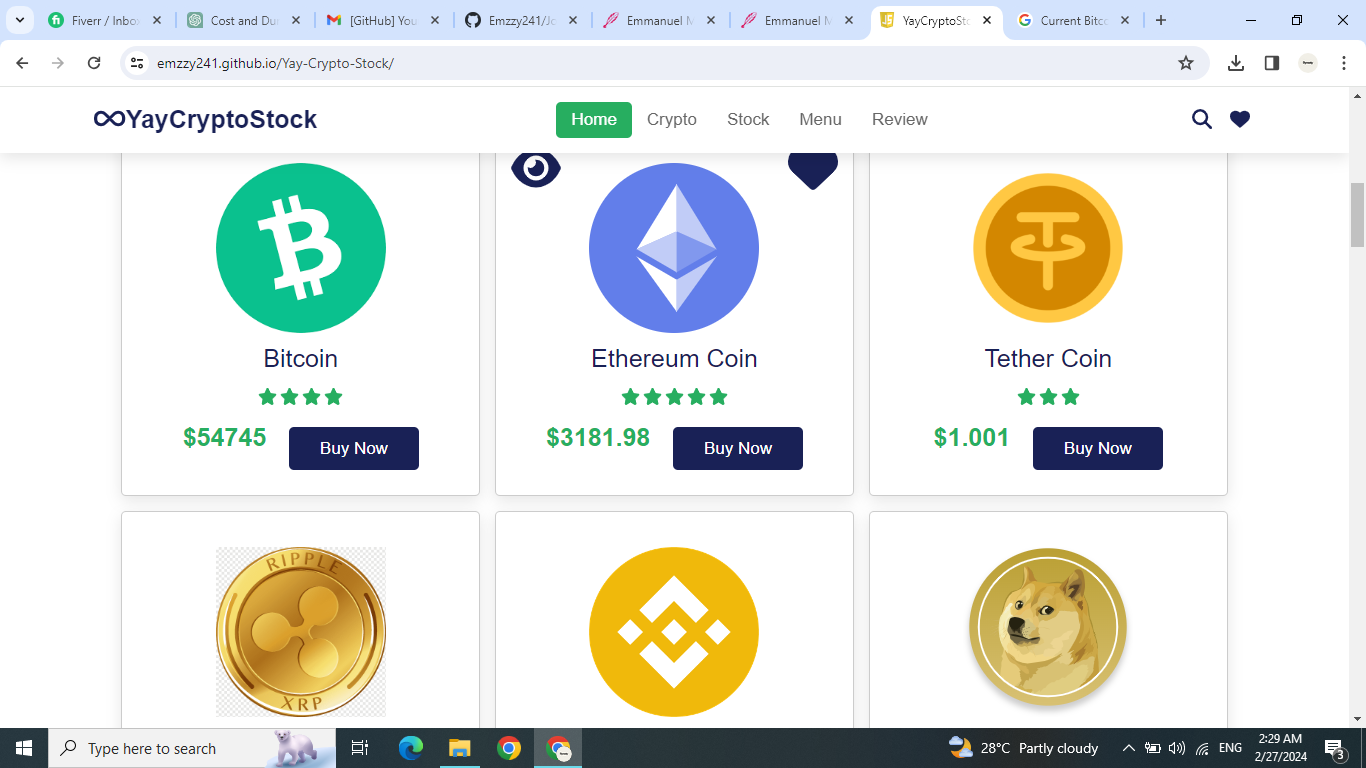 Fiverr / Inbo
Cost and Du
[GitHub] You
Emzzy241/Jo
Emmanuel M
Emmanuel M
YayCryptoSto
Current Bitc
emzzy241.github.io/Yay-Crypto-Stock/
YayCryptoStock
Home Crypto Stock Menu Review
Bitcoin
$54745 Buy Now
Ethereum Coin
$3181.98 Buy Now
Tether Coin
$1.001 Buy Now
RIPPLE
XRP
Type here to search
28°C Partly cloudy
ENG
2:29 AM
2/27/2024
3